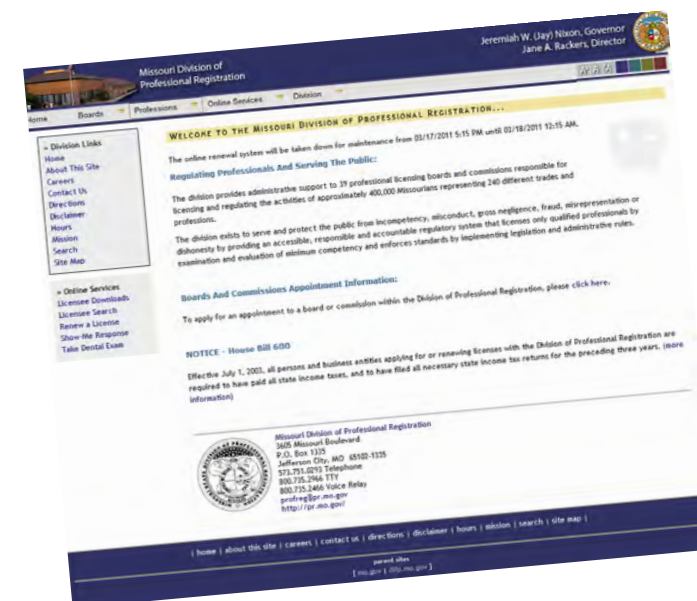 Missouri Division of
Professional Registration
Jeremiah W. (Jay) Nixon, Governor
Jane A. Rackers, Director
Home Boards Professions Online Services Division
» Division Links
Home
About This Site
Careers
Contact Us
Directions
Disclaimer
Hours
Mission
Search
Site Map
» Online Services
Licensee Downloads
Licensee Search
Renew a License
Show-Me Response
Take Dental Exam
WELCOME TO THE MISSOURI DIVISION OF PROFESSIONAL REGISTRATION...
The online renewal system will be taken down for maintenance from 03/17/2011 5:15 PM until 03/18/2011 12:15 AM.
Regulating Professionals And Serving The Public:
The division provides administrative support to 39 professional licensing boards and commissions responsible for
licensing and regulating the activities of approximately 400,000 Missourians representing 240 different trades and
professions.
The division exists to serve and protect the public from incompetency, misconduct, gross negligence, fraud, misrepresentation or
dishonesty by providing an accessible, responsible and accountable regulatory system that licenses only qualified professionals by
examination and evaluation of minimum competency and enforces standards by implementing legislation and administrative rules.
Boards And Commissions Appointment Information:
To apply for an appointment to a board or commission within the Division of Professional Registration, please click here.
NOTICE - House Bill 600
Effective July 1, 2003, all persons and business entities applying for or renewing licenses with the Division of Professional Registration are
required to have paid all state income taxes, and to have filed all necessary state income tax returns for the preceding three years. (more
information)
Missouri Division of Professional Registration
3605 Missouri Boulevard
P.O. Box 1335
Jefferson City, MO 65102-1335
573.751.0293 Telephone
800.735.2966 TTY
800.735.2466 Voice Relay
profreg@pr.mo.gov
http://pr.mo.gov/
| home | about this site | careers | contact us | directions | disclaimer | hours | mission | search | site map |
parent sites
[ mo.gov | difp.mo.gov ]